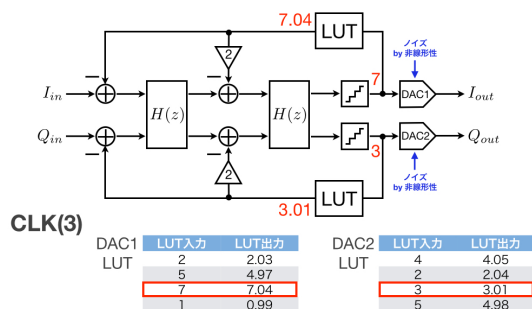 7.04
LUT
2
ノイズ
by 非線形性
7
I_in
−
−
H(z)
H(z)
DAC1
I_out
Q_in
−
−
DAC2
Q_out
3
2
ノイズ
by 非線形性
3.01
LUT
CLK(3)
DAC1
LUT
LUT入力 LUT出力
2 2.03
5 4.97
7 7.04
1 0.99
DAC2
LUT
LUT入力 LUT出力
4 4.05
2 2.04
3 3.01
5 4.98